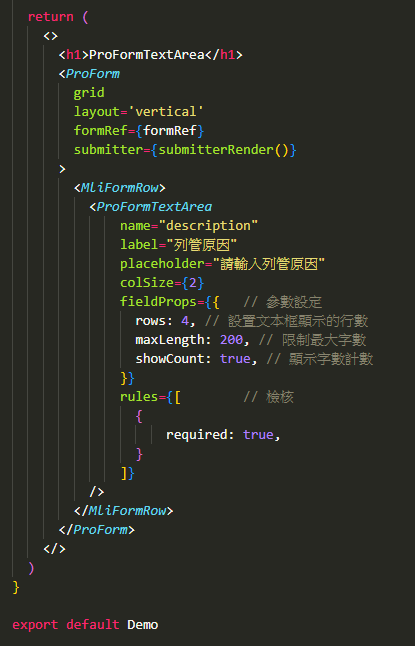 return (
<>
<h1>ProFormTextArea</h1>
<ProForm
grid
layout='vertical'
formRef={formRef}
submitter={submitterRender()}
>
<MliFormRow>
<ProFormTextArea
name="description"
label="列管原因"
placeholder="請輸入列管原因"
colSize={2}
fieldProps={{ // 參數設定
rows: 4, // 設置文本框顯示的行數
maxLength: 200, // 限制最大字數
showCount: true, // 顯示字數計數
}}
rules={[ // 檢核
{
required: true,
}
]}
/>
</MliFormRow>
</ProForm>
</>
)
}
export default Demo